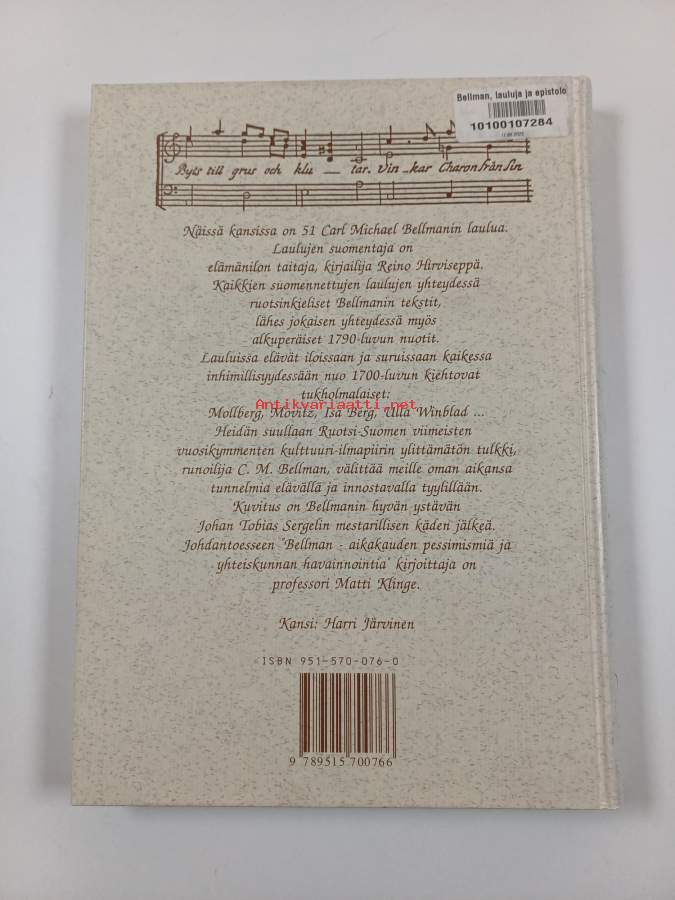 Bellman, lauluja ja epistolo
10100107284
Byts till grus och klu _ tar. Vin _ kar Charon från sin
Näissä kansissa on 51 Carl Michael Bellmanin laulua.
Laulujen suomentaja on
elämänilon taitaja, kirjailija Reino Hirviseppä.
Kaikkien suomennettujen laulujen yhteydessä
ruotsinkieliset Bellmanin tekstit,
lähes jokaisen yhteydessä myös
alkuperäiset 1790-luvun nuotit.
Lauluissa elävät iloissaan ja suruissaan kaikessa
inhimillisyydessään nuo 1700-luvun kiehtovat
tukholmalaiset:
Antikvariaatti.net
Mollberg, Movitz, Isa Berg, Ulla Winblad ...
Heidän suullaan Ruotsi-Suomen viimeisten
vuosikymmenten kulttuuri-ilmapiirin ylittämätön tulkki,
runoilija C. M. Bellman, välittää meille oman aikansa
tunnelmia elävällä ja innostavalla tyylillään.
Kuvitus on Bellmanin hyvän ystävän
Johan Tobias Sergelin mestarillisen käden jälkeä.
Johdantoesseen "Bellman - aikakauden pessimismiä ja
yhteiskunnan havainnointia" kirjoittaja on
professori Matti Klinge.
Kansi: Harri Järvinen
ISBN 951-570-076-0
9 789515 700766